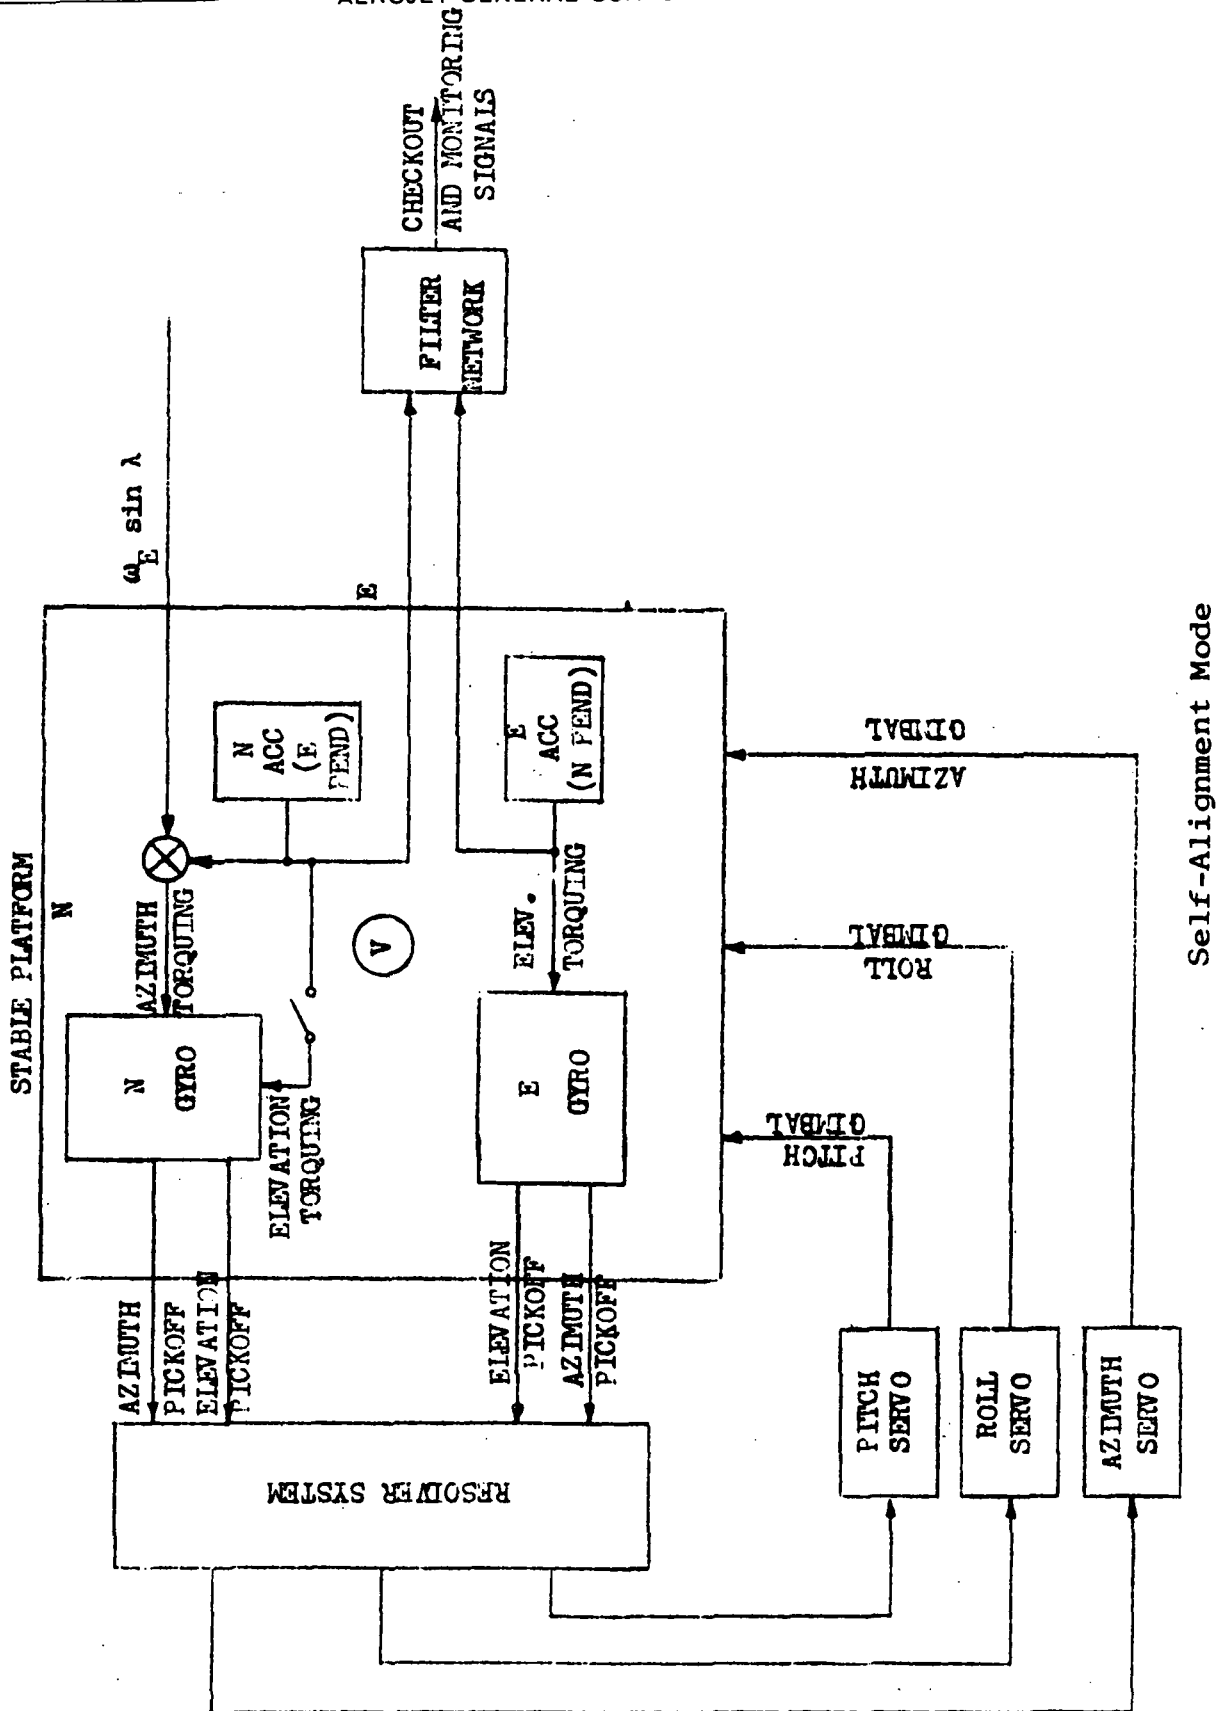 STABLE PLATFORM
N
E
ω_E sin λ
N
GYRO
AZIMUTH
TORQUING
ELEVATION
TORQUING
N
ACC
(E
PEND)
V
E
GYRO
ELEV.
TORQUING
E
ACC
(N PEND)
FILTER
NETWORK
CHECKOUT
AND MONITORING
SIGNALS
AZIMUTH
PICKOFF
ELEVATION
PICKOFF
ELEVATION
PICKOFF
AZIMUTH
PICKOFF
RESOLVER SYSTEM
PITCH
SERVO
ROLL
SERVO
AZIMUTH
SERVO
PITCH
GIMBAL
ROLL
GIMBAL
AZIMUTH
GIMBAL
Self-Alignment Mode